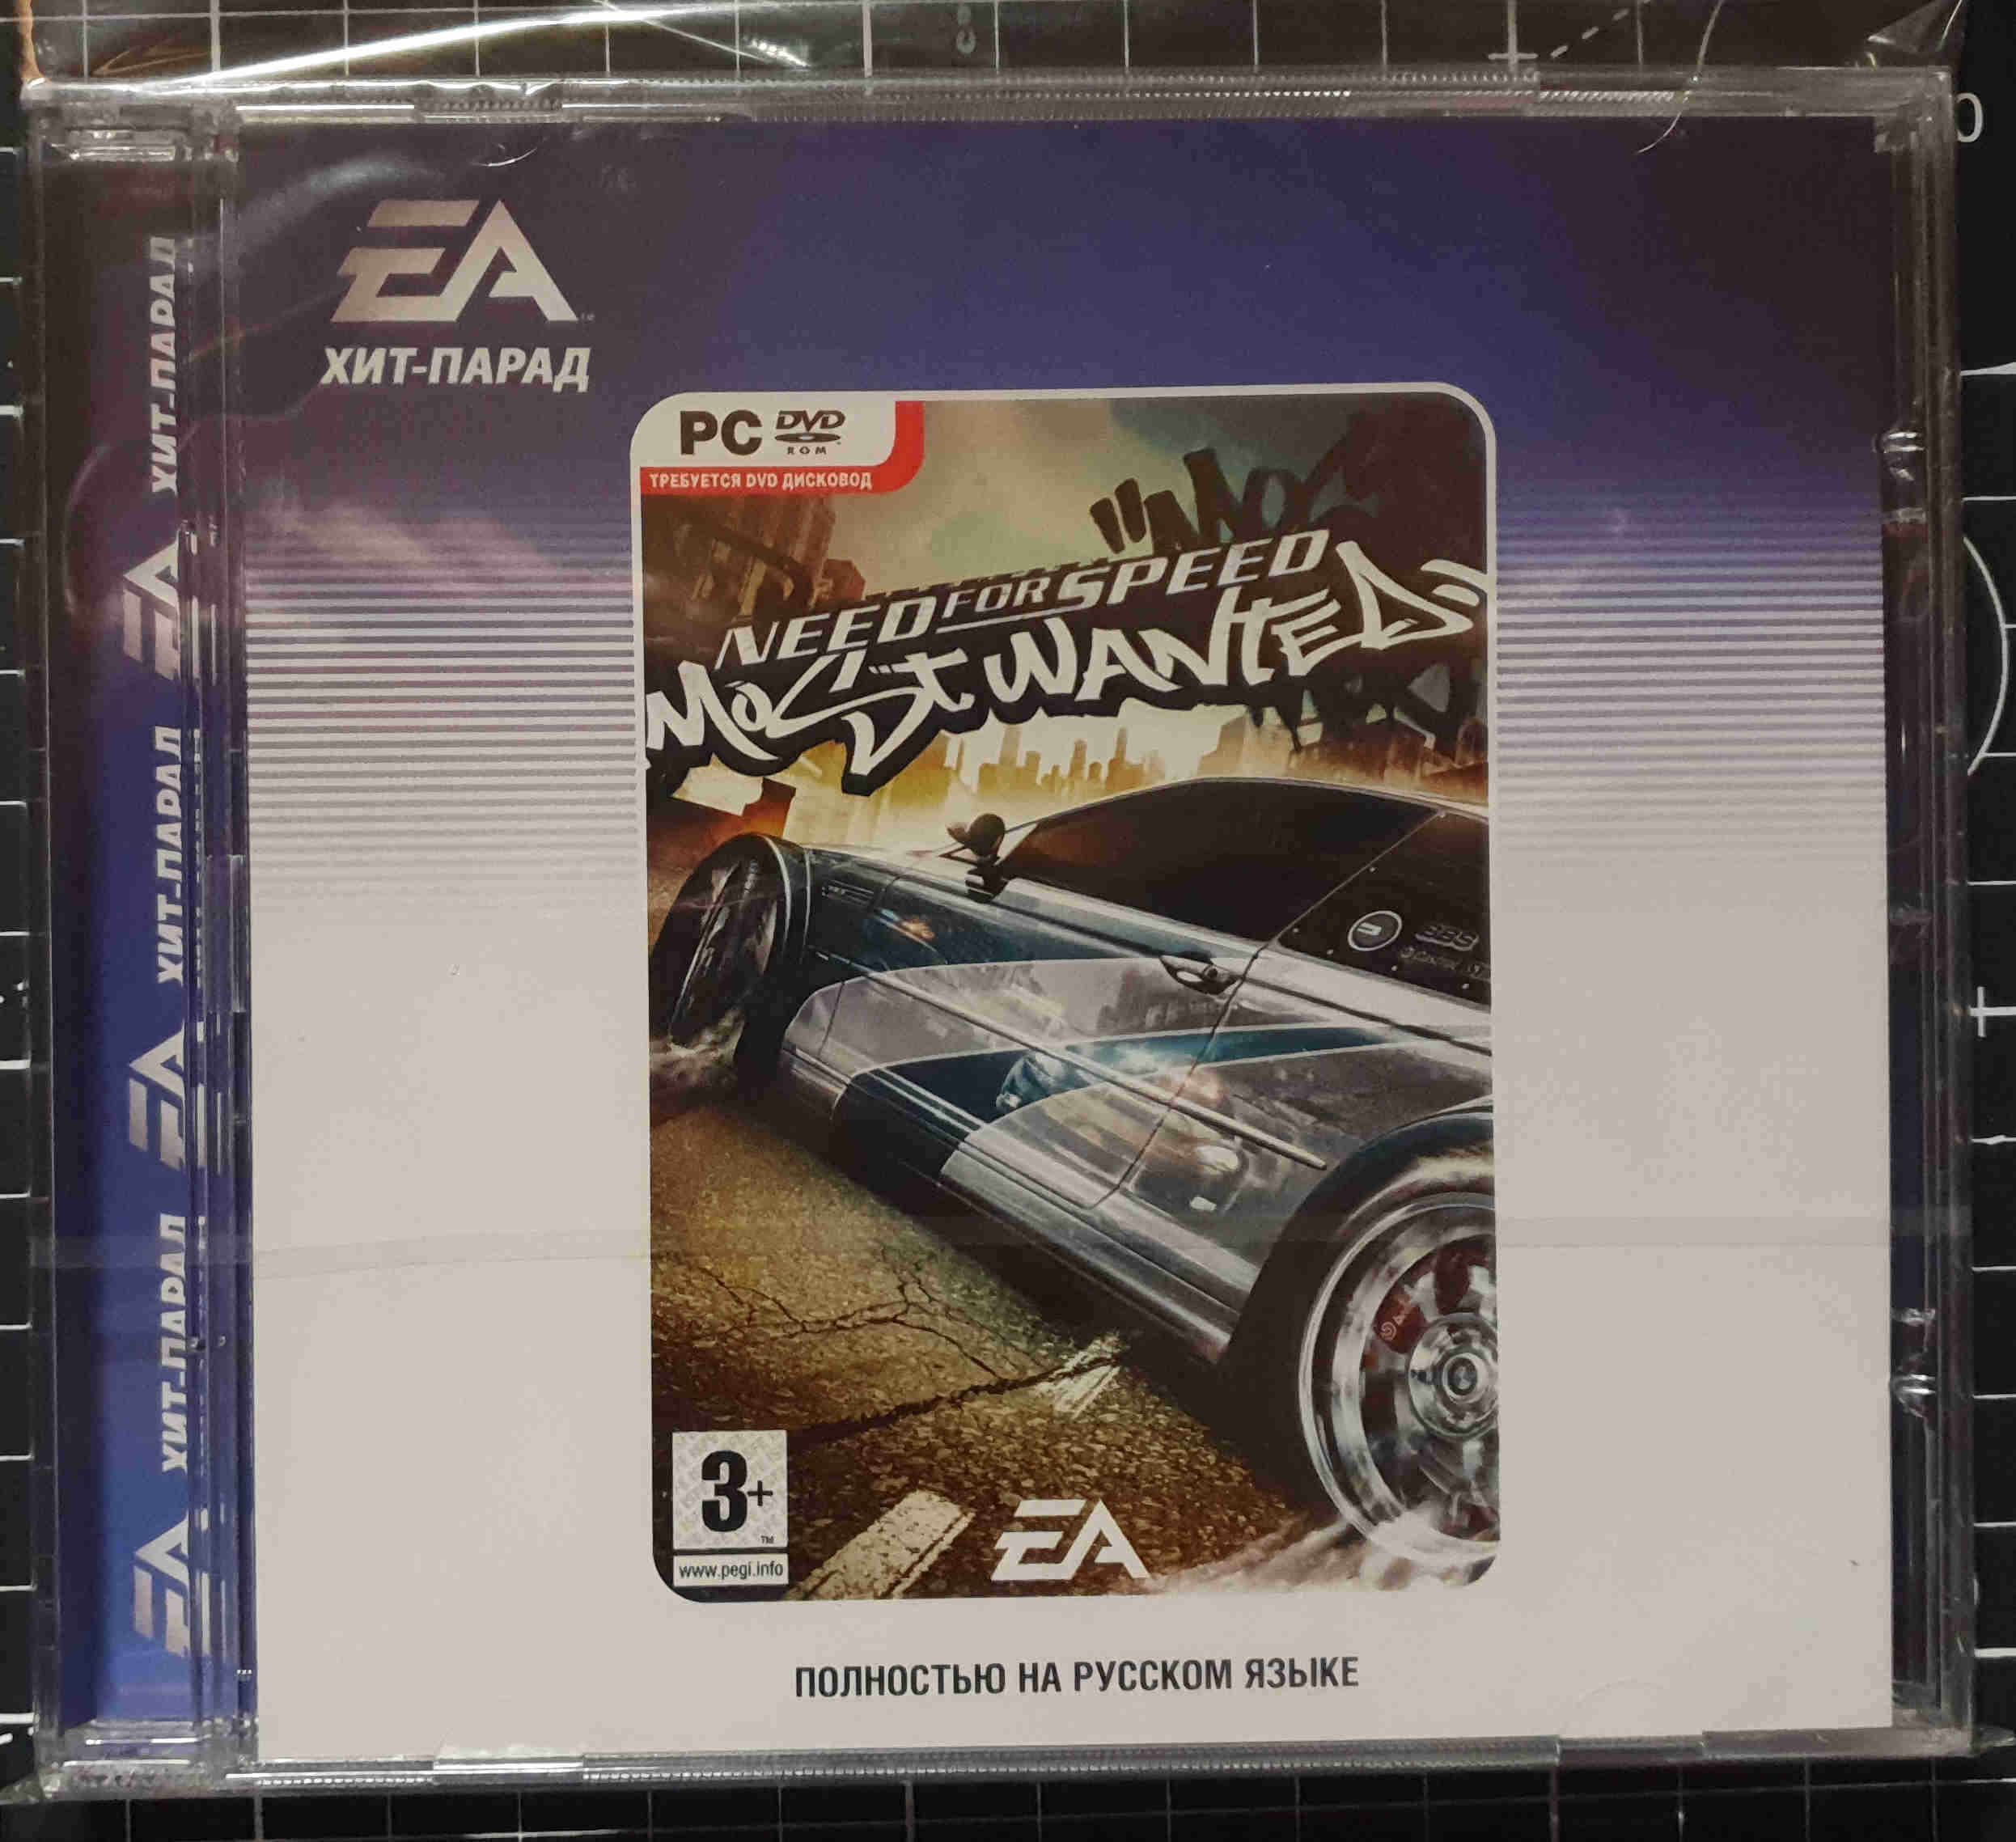 EA
ХИТ-ПАРАД
PC DVD
ROM
ТРЕБУЕТСЯ DVD ДИСКОВОД
NEED FOR SPEED
MOST WANTED
BBS
3+
www.pegi.info
EA
ПОЛНОСТЬЮ НА РУССКОМ ЯЗЫКЕ
EA ХИТ-ПАРАД EA ХИТ-ПАРАД EA ХИТ-ПАРАД